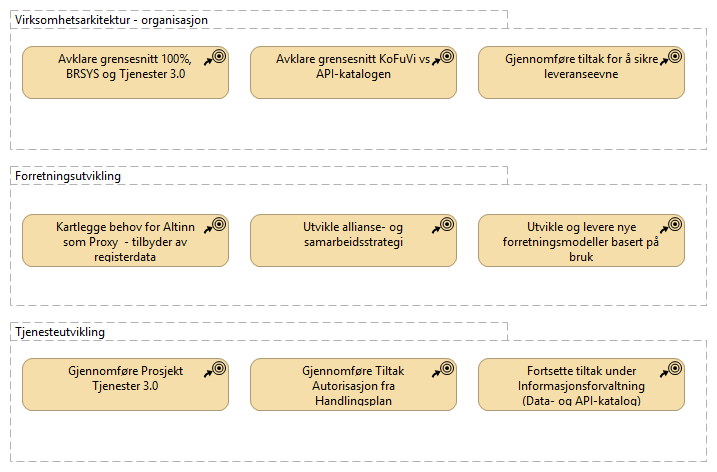 Virksomhetsarkitektur - organisasjon
Avklare grensesnitt 100%,
BRSYS og Tjenester 3.0
Avklare grensesnitt KoFuVi vs
API-katalogen
Gjennomføre tiltak for å sikre
leveranseevne
Forretningsutvikling
Kartlegge behov for Altinn
som Proxy  - tilbyder av
registerdata
Utvikle allianse- og
samarbeidsstrategi
Utvikle og levere nye
forretningsmodeller basert på
bruk
Tjenesteutvikling
Gjennomføre Prosjekt
Tjenester 3.0
Gjennomføre Tiltak
Autorisasjon fra
Handlingsplan
Fortsette tiltak under
Informasjonsforvaltning
(Data- og API-katalog)